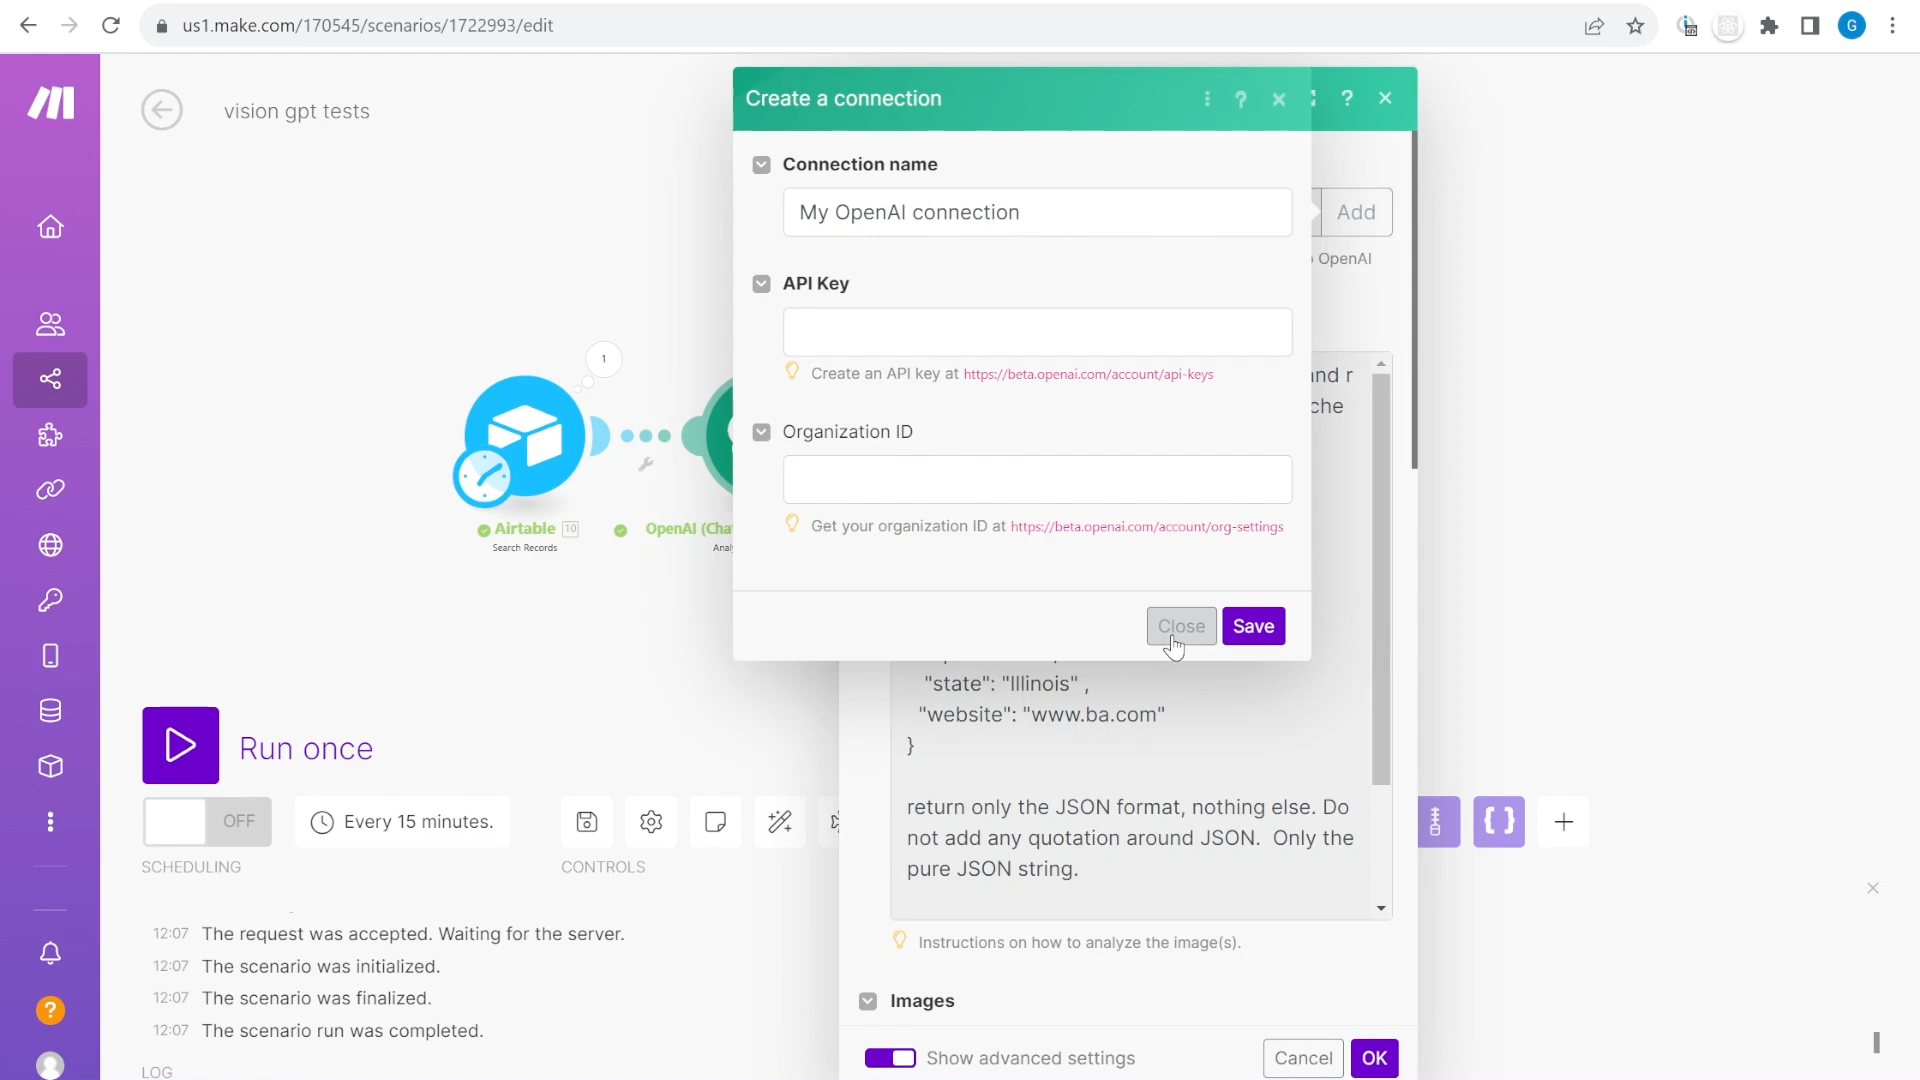 us1.make.com/170545/scenarios/1722993/edit
G
vision gpt tests
Create a connection
?
?
Connection name
My OpenAI connection
Add
OpenAI
API Key
Create an API key at https://beta.openai.com/account/api-keys
and r
Organization ID
Get your organization ID at https://beta.openai.com/account/org-settings
1
Airtable 10
Search Records
OpenAI (Cha
Anal
Close
Save
"state": "Illinois" ,
"website": "www.ba.com"
}
return only the JSON format, nothing else. Do
not add any quotation around JSON. Only the
pure JSON string.
Instructions on how to analyze the image(s).
Images
Show advanced settings
Cancel
OK
Run once
OFF
Every 15 minutes.
SCHEDULING
CONTROLS
12:07 The request was accepted. Waiting for the server.
12:07 The scenario was initialized.
12:07 The scenario was finalized.
12:07 The scenario run was completed.
LOG
?